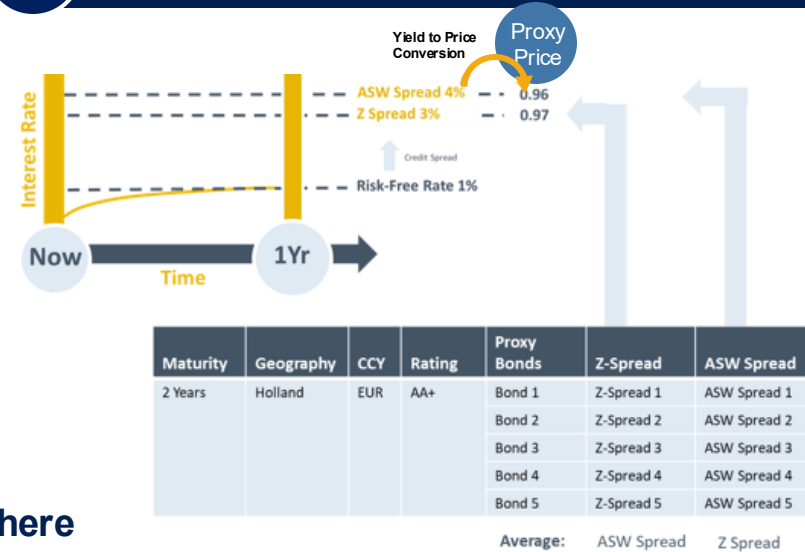 Yield to Price
Conversion
Proxy
Price
Interest Rate
ASW Spread 4%
0.96
Z Spread 3%
0.97
Credit Spread
Risk-Free Rate 1%
Now
1Yr
Time
Maturity Geography CCY Rating Proxy Bonds Z-Spread ASW Spread
2 Years Holland EUR AA+ Bond 1 Z-Spread 1 ASW Spread 1
Bond 2 Z-Spread 2 ASW Spread 2
Bond 3 Z-Spread 3 ASW Spread 3
Bond 4 Z-Spread 4 ASW Spread 4
Bond 5 Z-Spread 5 ASW Spread 5
here
Average: ASW Spread Z Spread